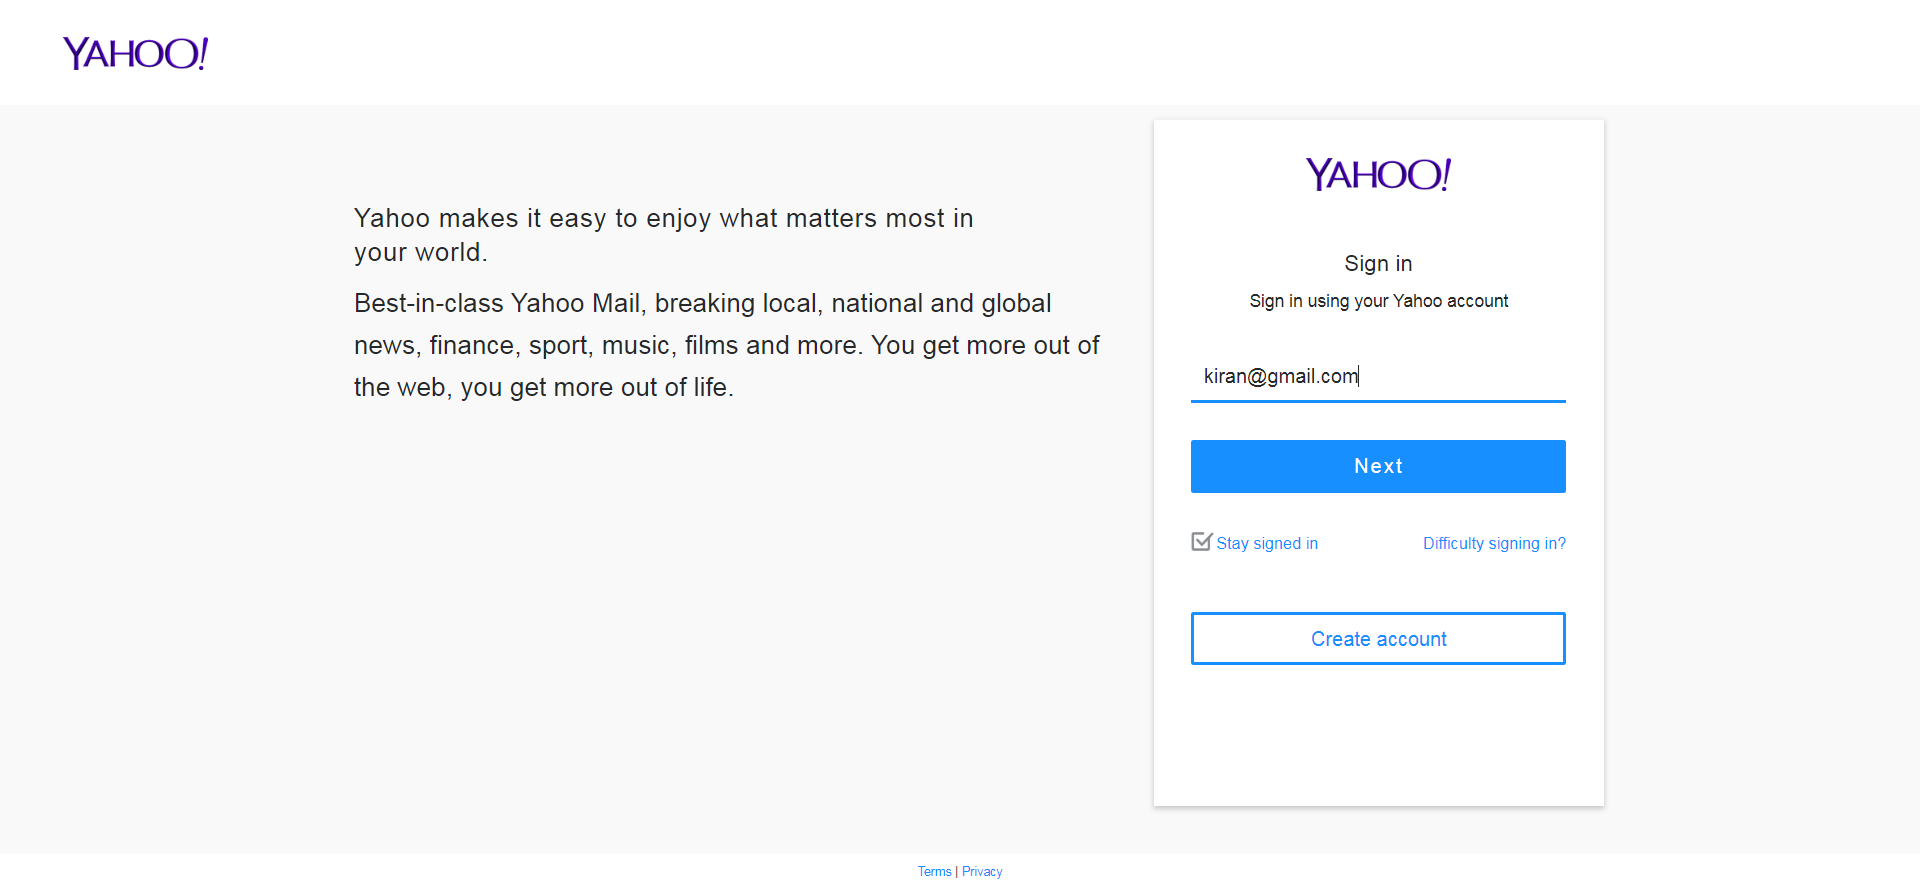 YAHOO!
Yahoo makes it easy to enjoy what matters most in
your world.
Best-in-class Yahoo Mail, breaking local, national and global
news, finance, sport, music, films and more. You get more out of
the web, you get more out of life.
YAHOO!
Sign in
Sign in using your Yahoo account
kiran@gmail.com
Next
Stay signed in
Difficulty signing in?
Create account
Terms | Privacy